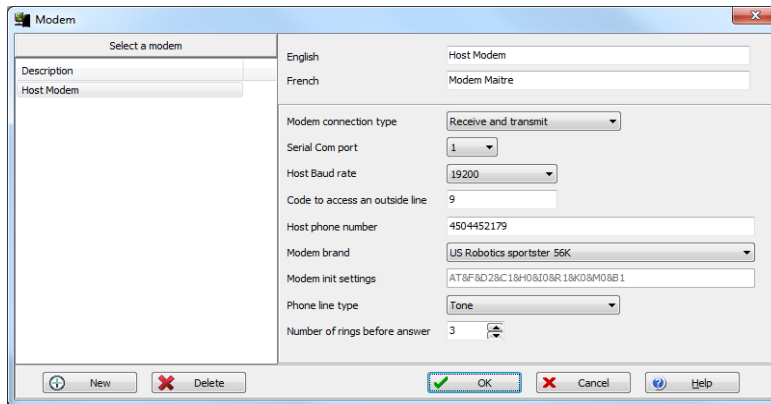 Modem
Select a modem
Description
Host Modem
English Host Modem
French Modem Maitre
Modem connection type Receive and transmit
Serial Com port 1
Host Baud rate 19200
Code to access an outside line 9
Host phone number 4504452179
Modem brand US Robotics sportster 56K
Modem init settings AT&F&D2&C1&H0&I0&R1&K0&M0&B1
Phone line type Tone
Number of rings before answer 3
New Delete OK Cancel Help